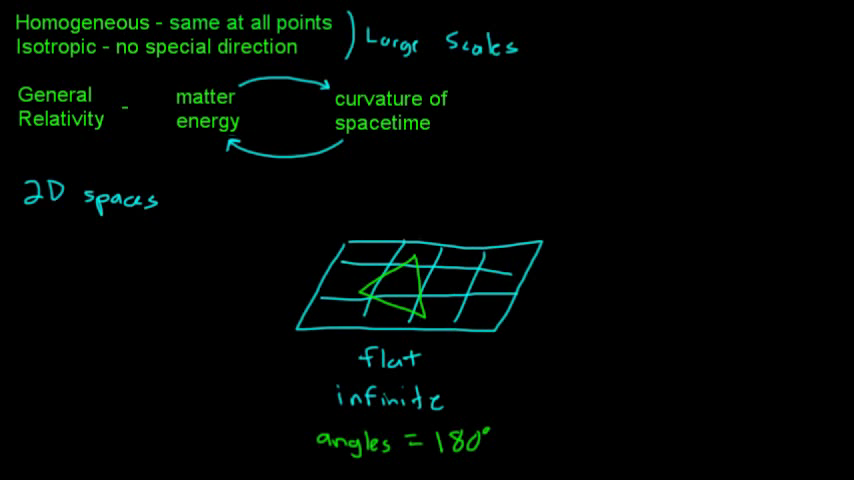 Homogeneous - same at all points
Isotropic - no special direction
Large Scales
General
Relativity
-
matter
energy
curvature of
spacetime
2D spaces
flat
infinite
angles = 180°